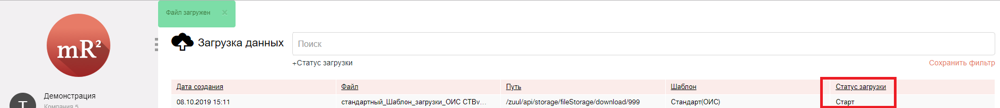 Файл загружен ×
mR²
Загрузка данных
Поиск
+Статус загрузки
Сохранить фильтр
Дата создания Файл Путь Шаблон Статус загрузки
08.10.2019 15:11 стандартный_Шаблон_загрузки_ОИС СТВv... /zuul/api/storage/fileStorage/download/999 Стандарт(ОИС) Старт
Т Демонстрация
Компания 5